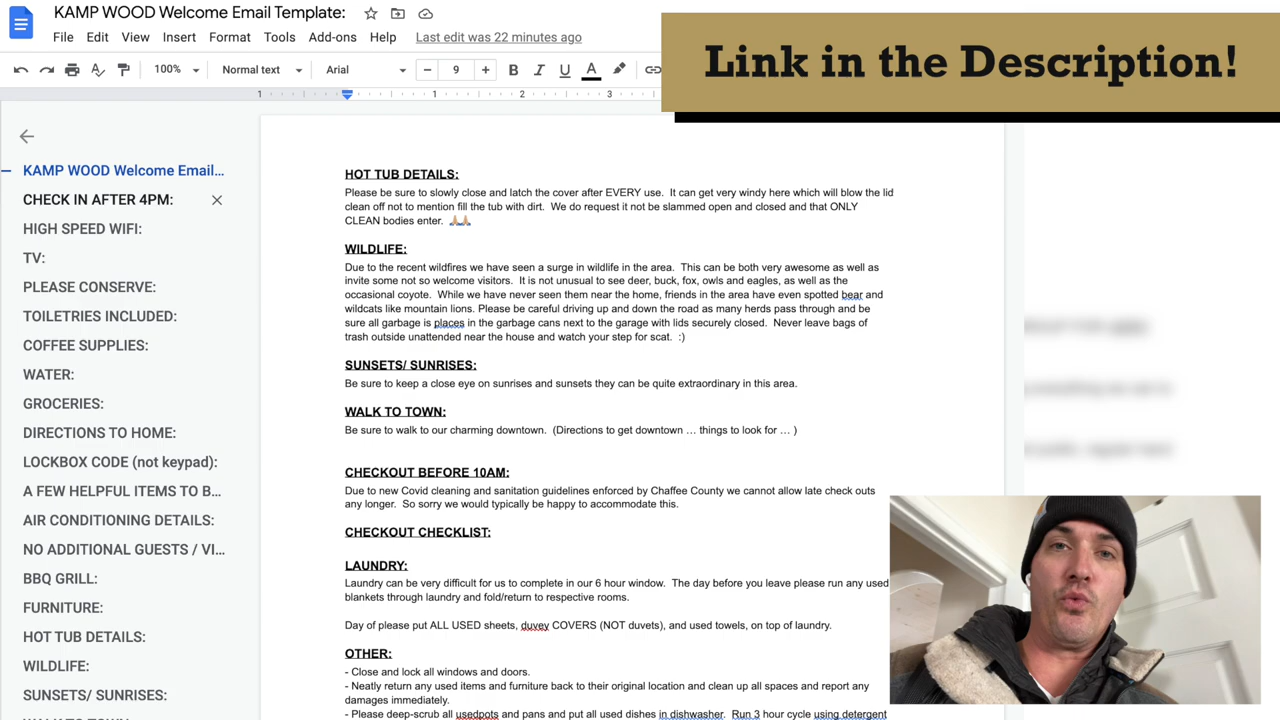 KAMP WOOD Welcome Email Template:
File Edit View Insert Format Tools Add-ons Help Last edit was 22 minutes ago
100% Normal text Arial 9 B I U A
Link in the Description!
1 1 2 3
KAMP WOOD Welcome Email...
CHECK IN AFTER 4PM:
HIGH SPEED WIFI:
TV:
PLEASE CONSERVE:
TOILETRIES INCLUDED:
COFFEE SUPPLIES:
WATER:
GROCERIES:
DIRECTIONS TO HOME:
LOCKBOX CODE (not keypad):
A FEW HELPFUL ITEMS TO B...
AIR CONDITIONING DETAILS:
NO ADDITIONAL GUESTS / VI...
BBQ GRILL:
FURNITURE:
HOT TUB DETAILS:
WILDLIFE:
SUNSETS/ SUNRISES:
HOT TUB DETAILS:
Please be sure to slowly close and latch the cover after EVERY use. It can get very windy here which will blow the lid
clean off not to mention fill the tub with dirt. We do request it not be slammed open and closed and that ONLY
CLEAN bodies enter. 🙏🏼🙏🏼
WILDLIFE:
Due to the recent wildfires we have seen a surge in wildlife in the area. This can be both very awesome as well as
invite some not so welcome visitors. It is not unusual to see deer, buck, fox, owls and eagles, as well as the
occasional coyote. While we have never seen them near the home, friends in the area have even spotted bear and
wildcats like mountain lions. Please be careful driving up and down the road as many herds pass through and be
sure all garbage is places in the garbage cans next to the garage with lids securely closed. Never leave bags of
trash outside unattended near the house and watch your step for scat. :)
SUNSETS/ SUNRISES:
Be sure to keep a close eye on sunrises and sunsets they can be quite extraordinary in this area.
WALK TO TOWN:
Be sure to walk to our charming downtown. (Directions to get downtown … things to look for … )
CHECKOUT BEFORE 10AM:
Due to new Covid cleaning and sanitation guidelines enforced by Chaffee County we cannot allow late check outs
any longer. So sorry we would typically be happy to accommodate this.
CHECKOUT CHECKLIST:
LAUNDRY:
Laundry can be very difficult for us to complete in our 6 hour window. The day before you leave please run any used
blankets through laundry and fold/return to respective rooms.
Day of please put ALL USED sheets, duvey COVERS (NOT duvets), and used towels, on top of laundry.
OTHER:
- Close and lock all windows and doors.
- Neatly return any used items and furniture back to their original location and clean up all spaces and report any
damages immediately.
- Please deep-scrub all usedpots and pans and put all used dishes in dishwasher. Run 3 hour cycle using detergent